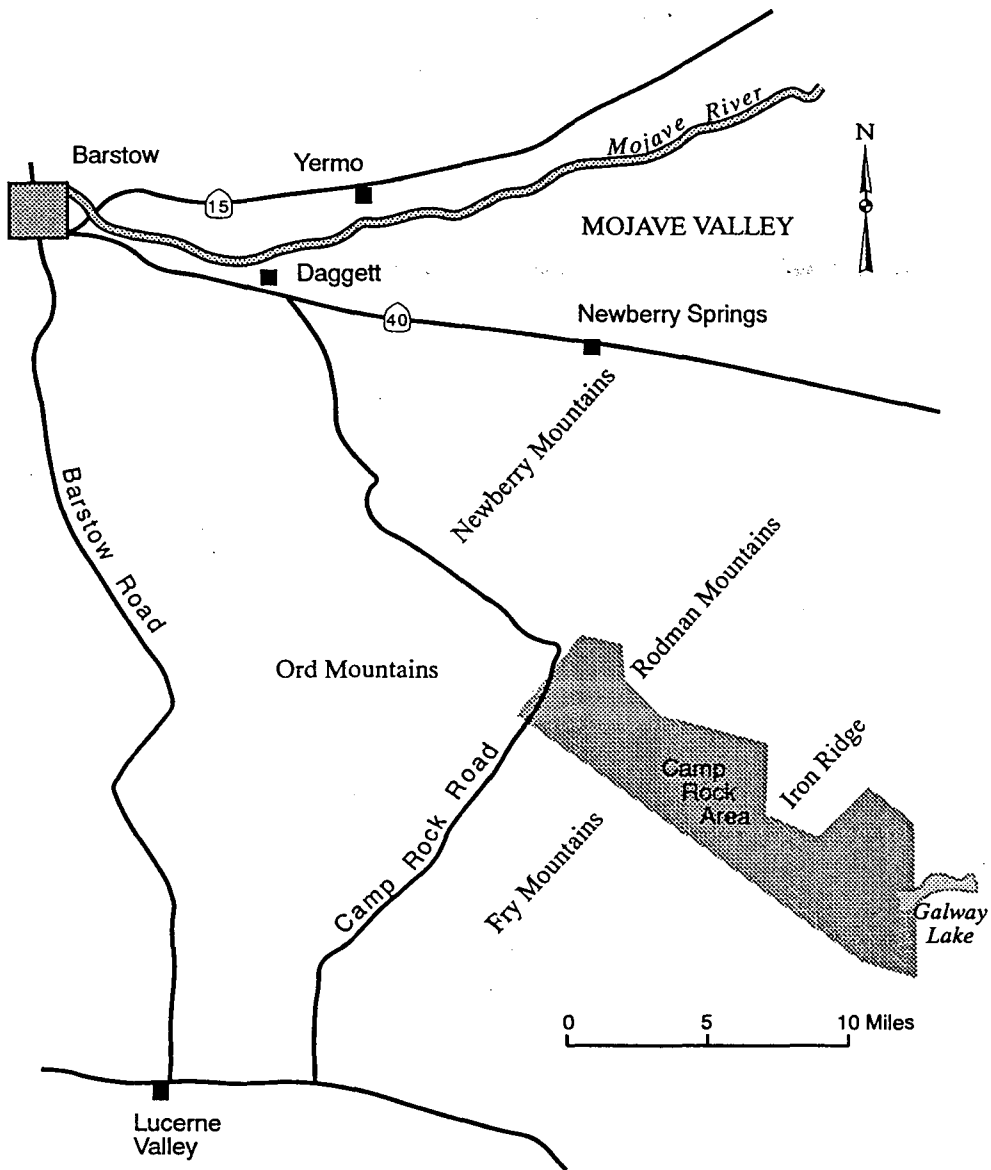 Barstow
Yermo
Mojave River
N
15
MOJAVE VALLEY
Daggett
40
Newberry Springs
Newberry Mountains
Barstow Road
Rodman Mountains
Ord Mountains
Iron Ridge
Camp
Rock
Area
Camp Rock Road
Fry Mountains
Galway
Lake
0 5 10 Miles
Lucerne
Valley